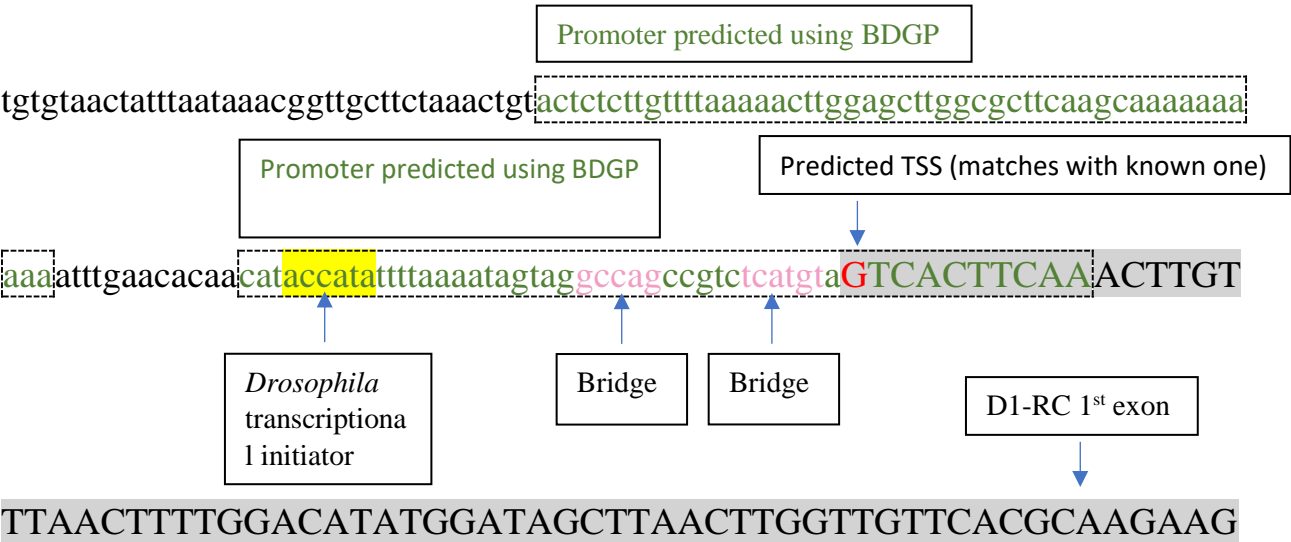 Promoter predicted using BDGP
tgtgtaactatttaataaacggttgcttctaaactgtactctcttgttttaaaaacttggagcttggcgcttcaagcaaaaaaa
Promoter predicted using BDGP
Predicted TSS (matches with known one)
aaaatttgaacacaacataccatattttaaaatagtaggccagccgtctcatgtaGTCACTTCAAACTTGT
Drosophila
transcriptiona
l initiator
Bridge
Bridge
D1-RC 1st exon
TTAACTTTTGGACATATGGATAGCTTAACTTGGTTGTTCACGCAAGAAG